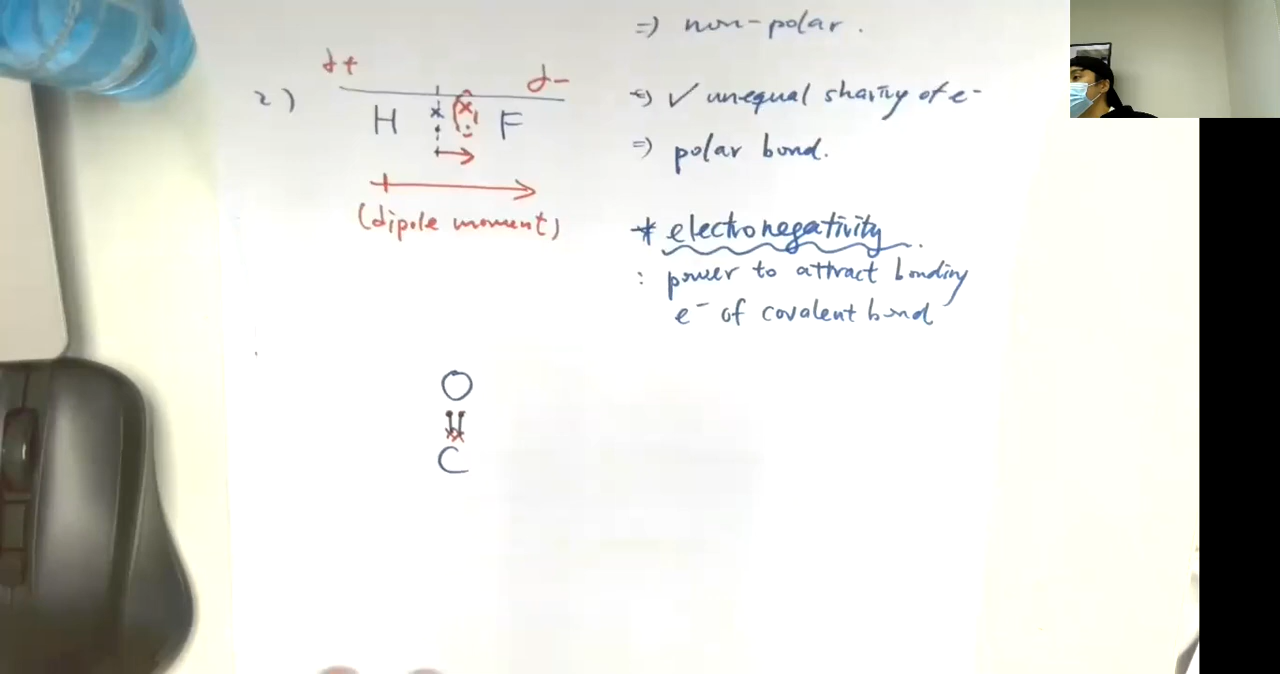 =) non-polar.
δ+
δ-
2)
H
F
=) ✓ unequal sharing of e-
=) polar bond.
(dipole moment)
* electronegativity.
: power to attract bonding
e- of covalent bond
O
C